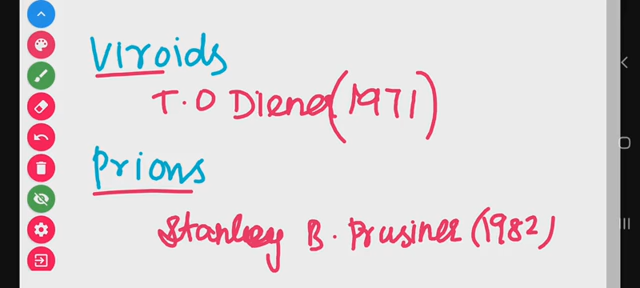 Viroids
T.O Diener (1971)
Prions
Stanley B. Prusiner (1982)